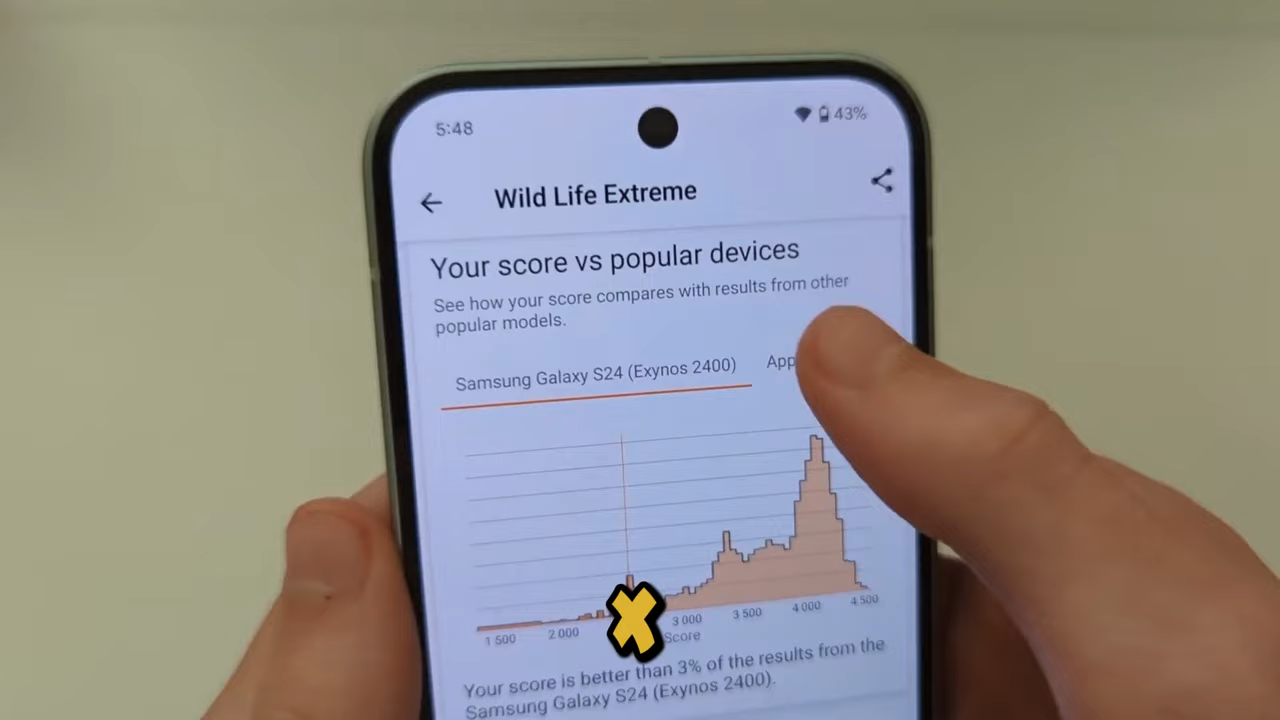 5:48
43%
Wild Life Extreme
Your score vs popular devices
See how your score compares with results from other
popular models.
Samsung Galaxy S24 (Exynos 2400)
App
1 500 2 000 3 000 3 500 4 000 4 500
Score
Your score is better than 3% of the results from the
Samsung Galaxy S24 (Exynos 2400).